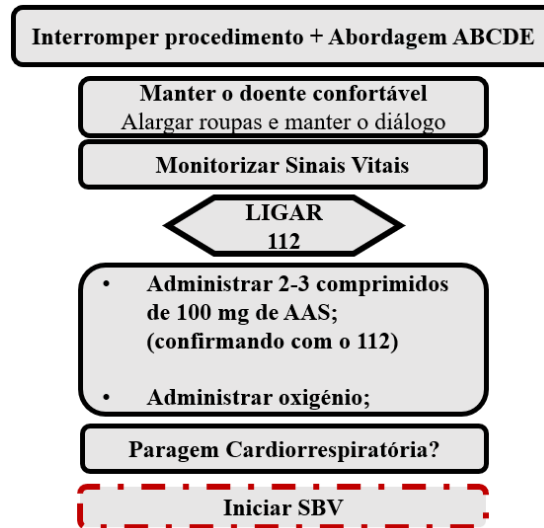 Interromper procedimento + Abordagem ABCDE
Manter o doente confortável
Alargar roupas e manter o diálogo
Monitorizar Sinais Vitais
LIGAR
112
• Administrar 2-3 comprimidos
de 100 mg de AAS;
(confirmando com o 112)
• Administrar oxigénio;
Paragem Cardiorrespiratória?
Iniciar SBV